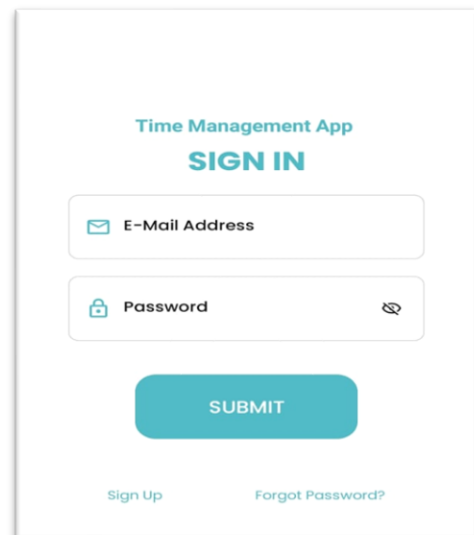 Time Management App
SIGN IN
E-Mail Address
Password
SUBMIT
Sign Up Forgot Password?